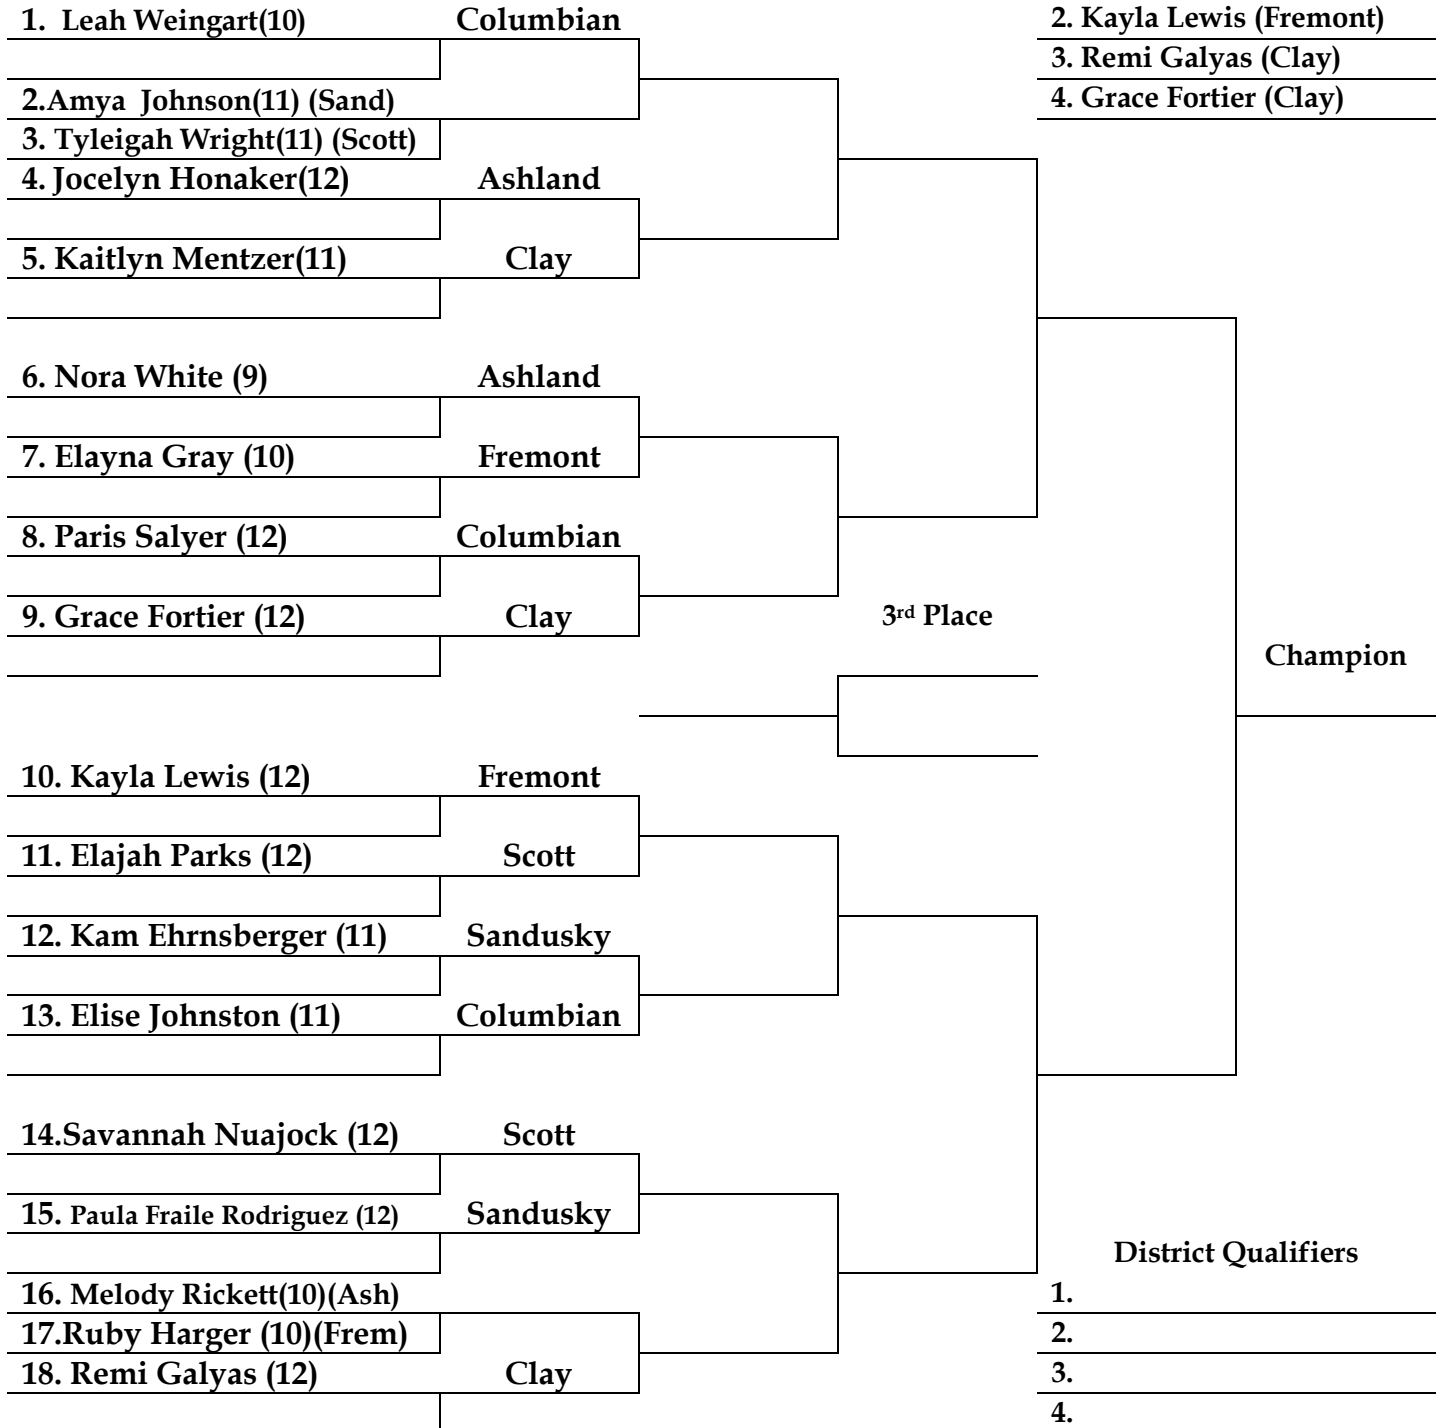 1. Leah Weingart(10) Columbian 2. Kayla Lewis (Fremont)
3. Remi Galyas (Clay)
2.Amya Johnson(11) (Sand) 4. Grace Fortier (Clay)
3. Tyleigah Wright(11) (Scott)
4. Jocelyn Honaker(12) Ashland
5. Kaitlyn Mentzer(11) Clay
6. Nora White (9) Ashland
7. Elayna Gray (10) Fremont
8. Paris Salyer (12) Columbian
9. Grace Fortier (12) Clay 3rd Place
Champion
10. Kayla Lewis (12) Fremont
11. Elajah Parks (12) Scott
12. Kam Ehrnsberger (11) Sandusky
13. Elise Johnston (11) Columbian
14.Savannah Nuajock (12) Scott
15. Paula Fraile Rodriguez (12) Sandusky
District Qualifiers
16. Melody Rickett(10)(Ash) 1.
17.Ruby Harger (10)(Frem) 2.
18. Remi Galyas (12) Clay 3.
4.